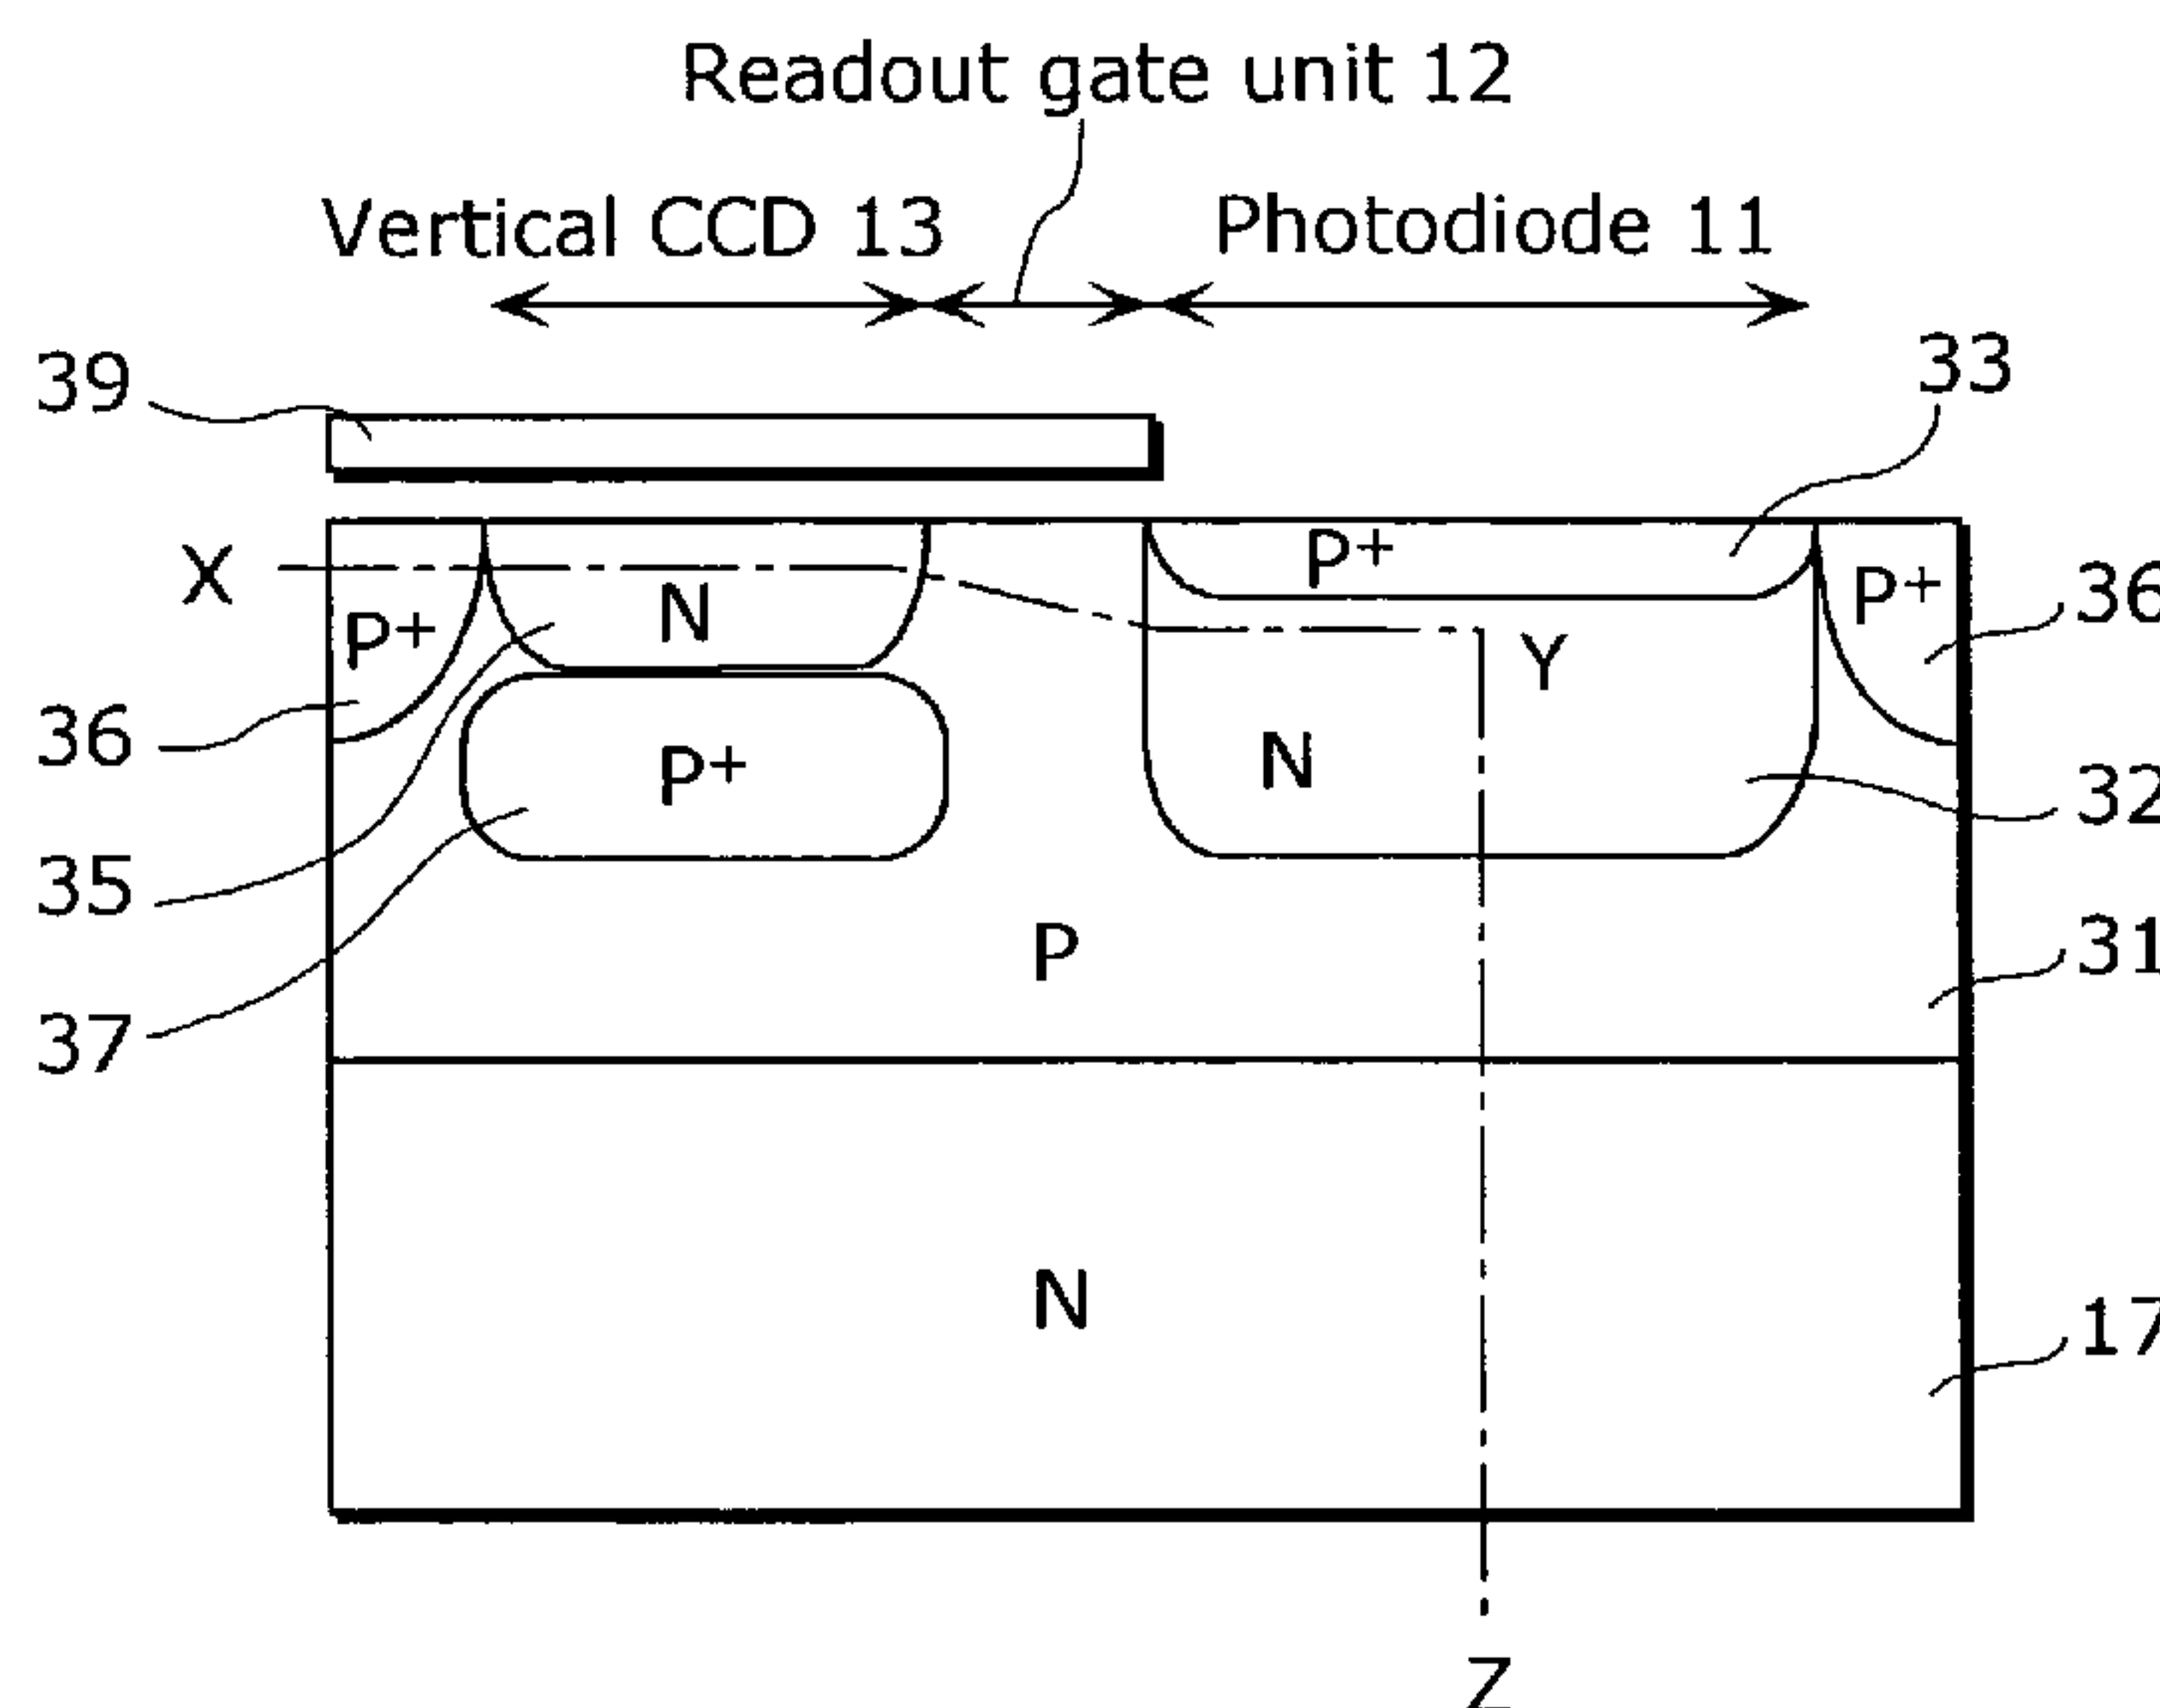 Readout gate unit 12
Vertical CCD 13
Photodiode 11
39
33
X
P+
N
P+
P+
36
Y
36
P+
N
32
35
P
31
37
N
17
Z